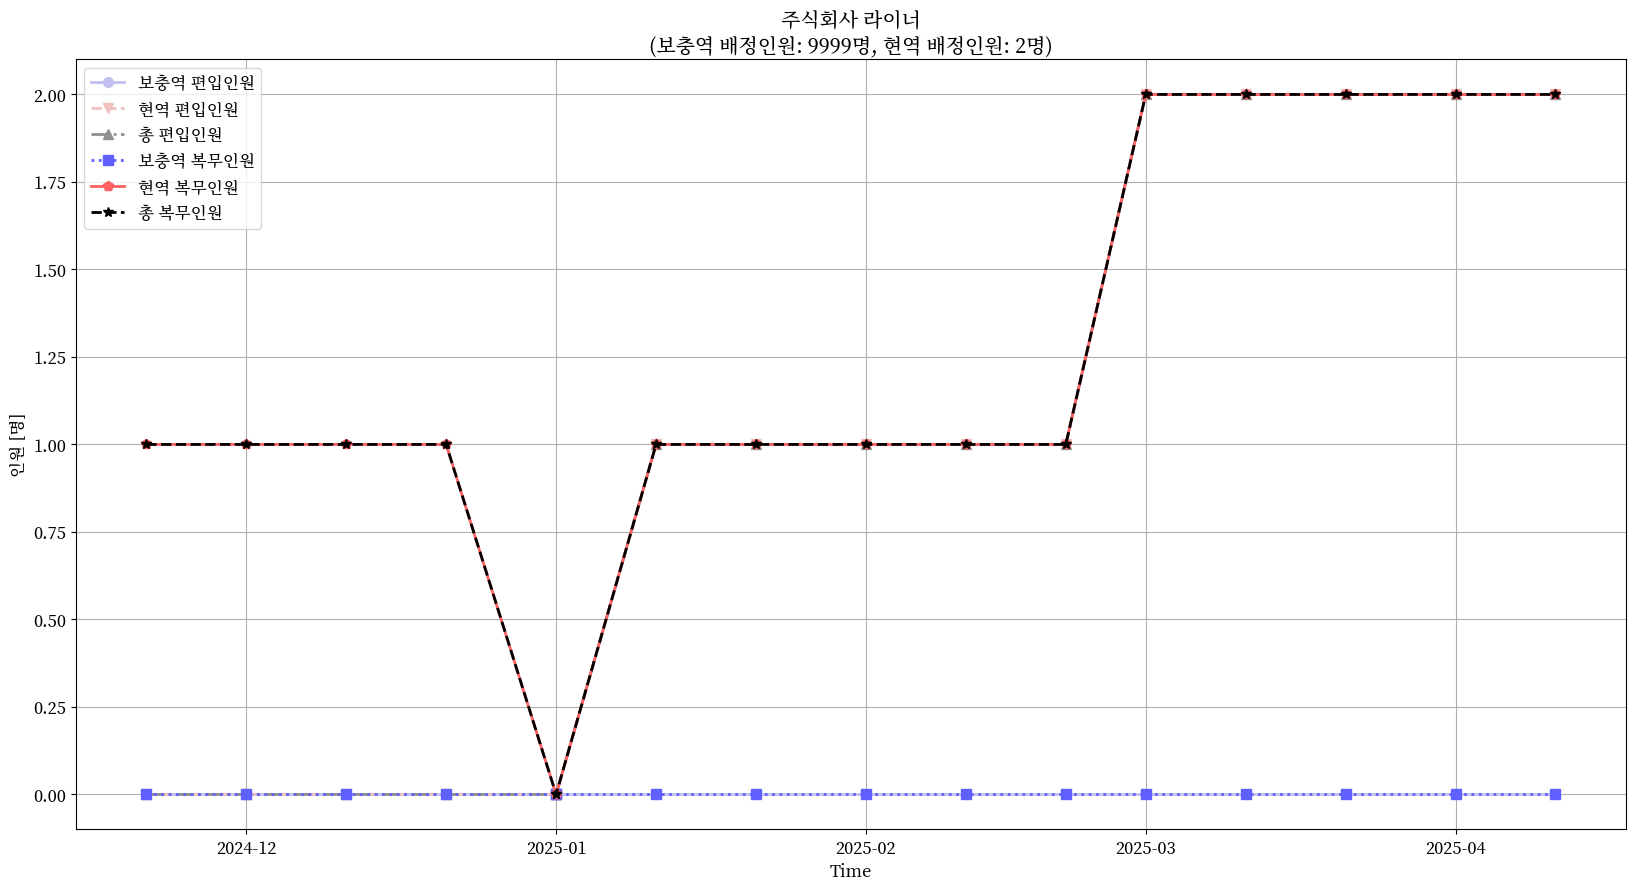 주식회사 라이너
(보충역 배정인원: 9999명, 현역 배정인원: 2명)
보충역 편입인원
현역 편입인원
총 편입인원
보충역 복무인원
현역 복무인원
총 복무인원
2.00
1.75
1.50
1.25
1.00
0.75
0.50
0.25
0.00
인원 [명]
2024-12
2025-01
2025-02
2025-03
2025-04
Time